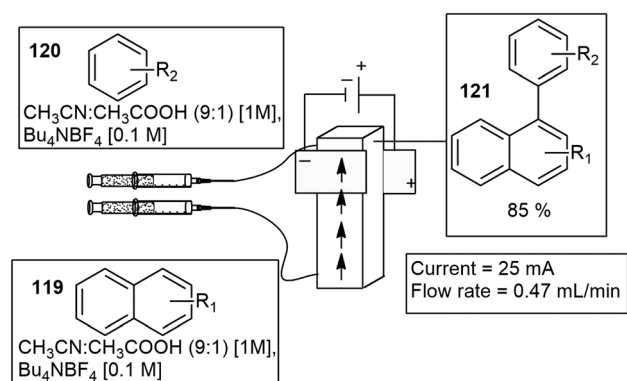 120
R2
CH3CN:CH3COOH (9:1) [1M],
Bu4NBF4 [0.1 M]
− +
−
+
121
R2
R1
85 %
119
R1
CH3CN:CH3COOH (9:1) [1M],
Bu4NBF4 [0.1 M]
Current = 25 mA
Flow rate = 0.47 mL/min